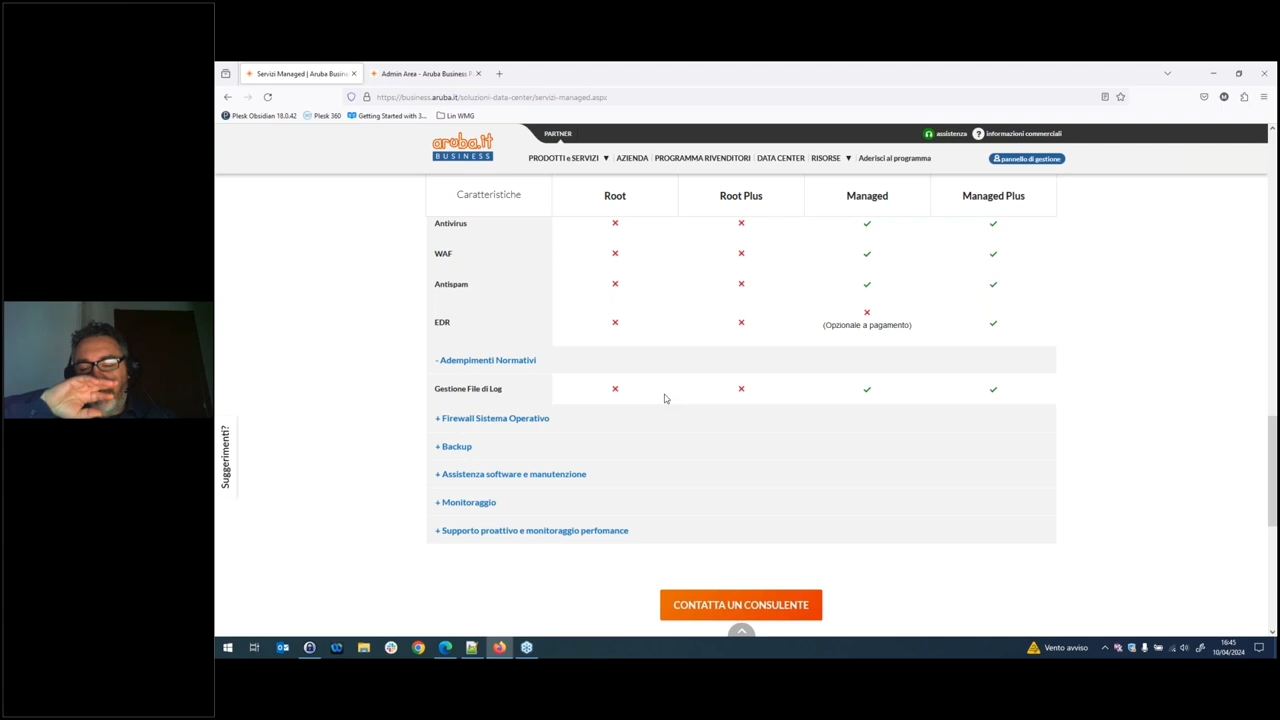 Servizi Managed | Aruba Busine
Admin Area - Aruba Business P
https://business.aruba.it/soluzioni-data-center/servizi-managed.aspx
Plesk Obsidian 18.0.42
Plesk 360
Getting Started with 3...
Lin WMG
aruba.it
BUSINESS
PARTNER
assistenza
informazioni commerciali
PRODOTTI e SERVIZI ▼
AZIENDA
PROGRAMMA RIVENDITORI
DATA CENTER
RISORSE ▼
Aderisci al programma
pannello di gestione
Caratteristiche
Root
Root Plus
Managed
Managed Plus
Antivirus
WAF
Antispam
EDR
(Opzionale a pagamento)
- Adempimenti Normativi
Gestione File di Log
+ Firewall Sistema Operativo
+ Backup
+ Assistenza software e manutenzione
+ Monitoraggio
+ Supporto proattivo e monitoraggio perfomance
CONTATTA UN CONSULENTE
Suggerimenti?
Vento avviso
16:45
10/04/2024